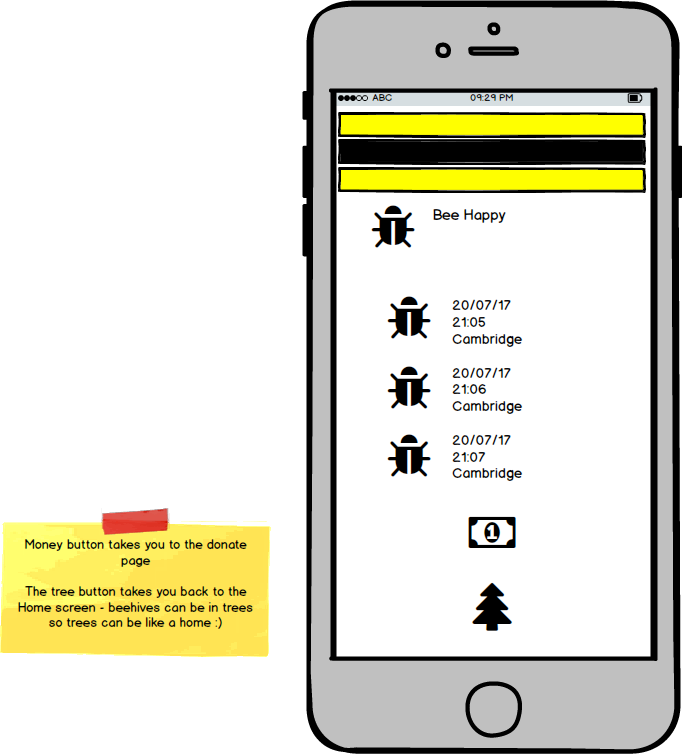 ABC 09:29 PM
Bee Happy
20/07/17
21:05
Cambridge
20/07/17
21:06
Cambridge
20/07/17
21:07
Cambridge
1
Money button takes you to the donate
page
The tree button takes you back to the
Home screen - beehives can be in trees
so trees can be like a home :)